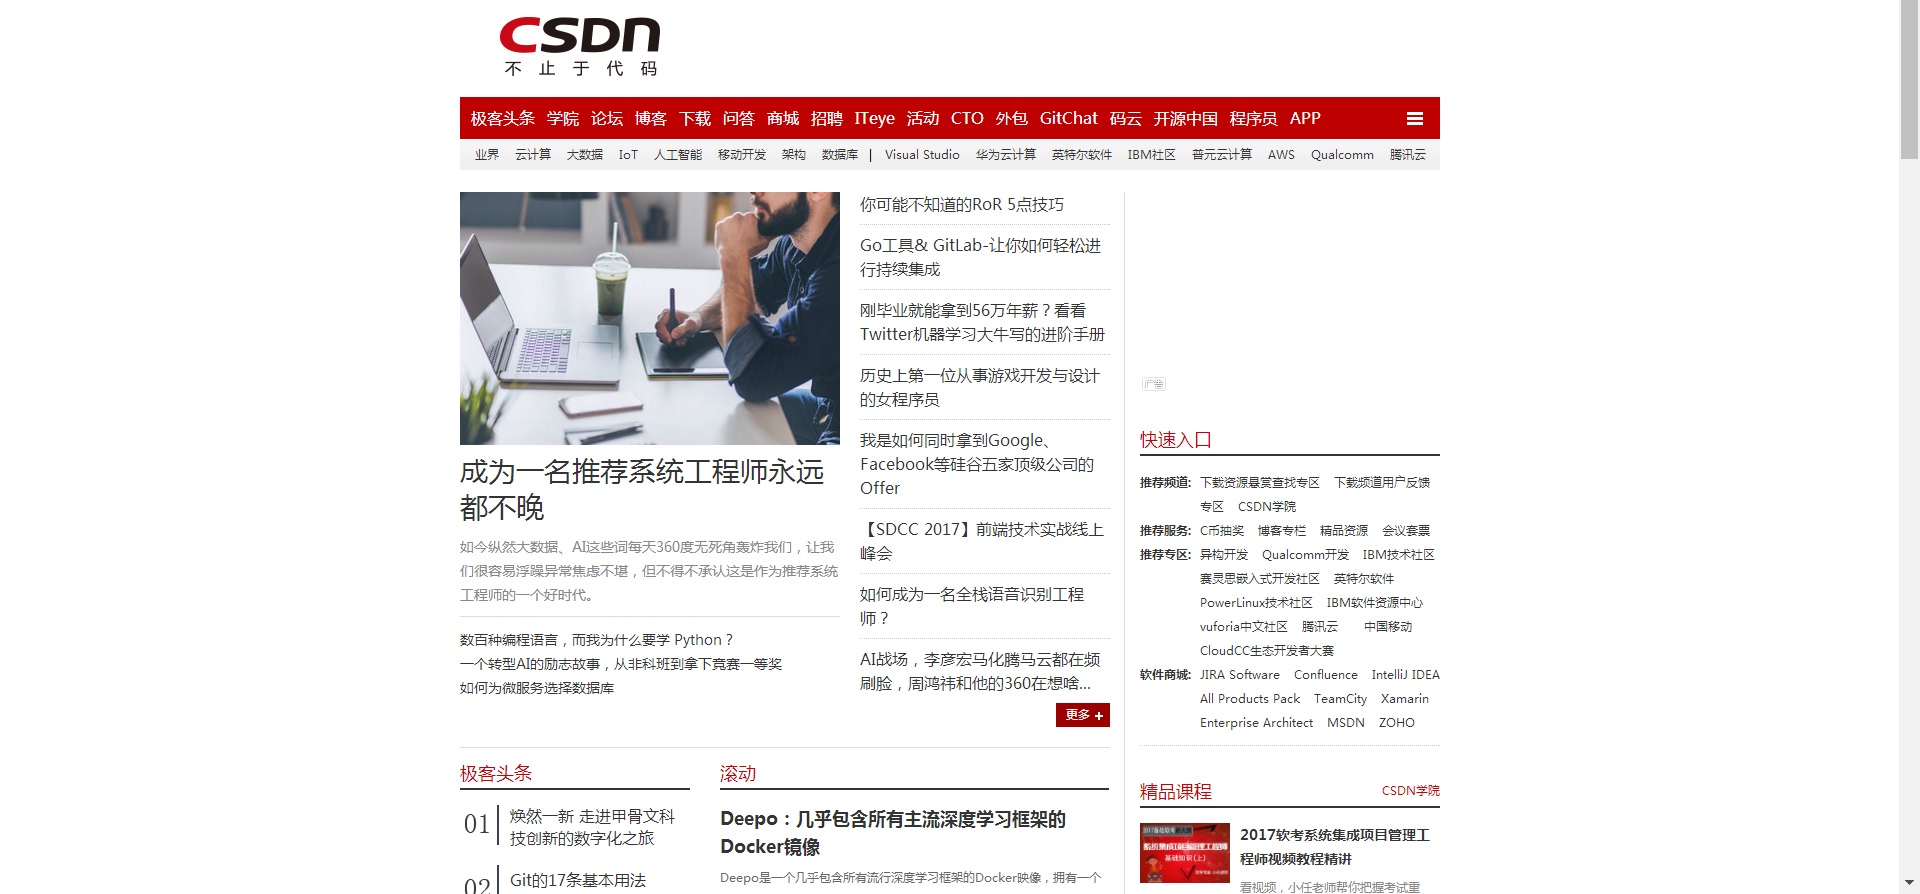 CSDN
不止于代码
极客头条 学院 论坛 博客 下载 问答 商城 招聘 ITeye 活动 CTO 外包 GitChat 码云 开源中国 程序员 APP
业界 云计算 大数据 IoT 人工智能 移动开发 架构 数据库 | Visual Studio 华为云计算 英特尔软件 IBM社区 普元云计算 AWS Qualcomm 腾讯云
成为一名推荐系统工程师永远
都不晚
如今纵然大数据、AI这些词每天360度无死角轰炸我们，让我
们很容易浮躁异常焦虑不堪，但不得不承认这是作为推荐系统
工程师的一个好时代。
数百种编程语言，而我为什么要学 Python？
一个转型AI的励志故事，从非科班到拿下竞赛一等奖
如何为微服务选择数据库
你可能不知道的RoR 5点技巧
Go工具& GitLab-让你如何轻松进
行持续集成
刚毕业就能拿到56万年薪？看看
Twitter机器学习大牛写的进阶手册
历史上第一位从事游戏开发与设计
的女程序员
我是如何同时拿到Google、
Facebook等硅谷五家顶级公司的
Offer
【SDCC 2017】前端技术实战线上
峰会
如何成为一名全栈语音识别工程
师？
AI战场，李彦宏马化腾马云都在频
刷脸，周鸿祎和他的360在想啥...
更多
广告
快速入口
推荐频道: 下载资源悬赏查找专区 下载频道用户反馈
专区 CSDN学院
推荐服务: C币抽奖 博客专栏 精品资源 会议套票
推荐专区: 异构开发 Qualcomm开发 IBM技术社区
赛灵思嵌入式开发社区 英特尔软件
PowerLinux技术社区 IBM软件资源中心
vuforia中文社区 腾讯云 中国移动
CloudCC生态开发者大赛
软件商城: JIRA Software Confluence IntelliJ IDEA
All Products Pack TeamCity Xamarin
Enterprise Architect MSDN ZOHO
极客头条
01 焕然一新 走进甲骨文科
技创新的数字化之旅
02 Git的17条基本用法
滚动
Deepo：几乎包含所有主流深度学习框架的
Docker镜像
Deepo是一个几乎包含所有流行深度学习框架的Docker映像，拥有一个
精品课程 CSDN学院
系统集成项目管理工程师
基础知识(上)
2017软考系统集成项目管理工
程师视频教程精讲
看视频，小任老师帮你把握考试重